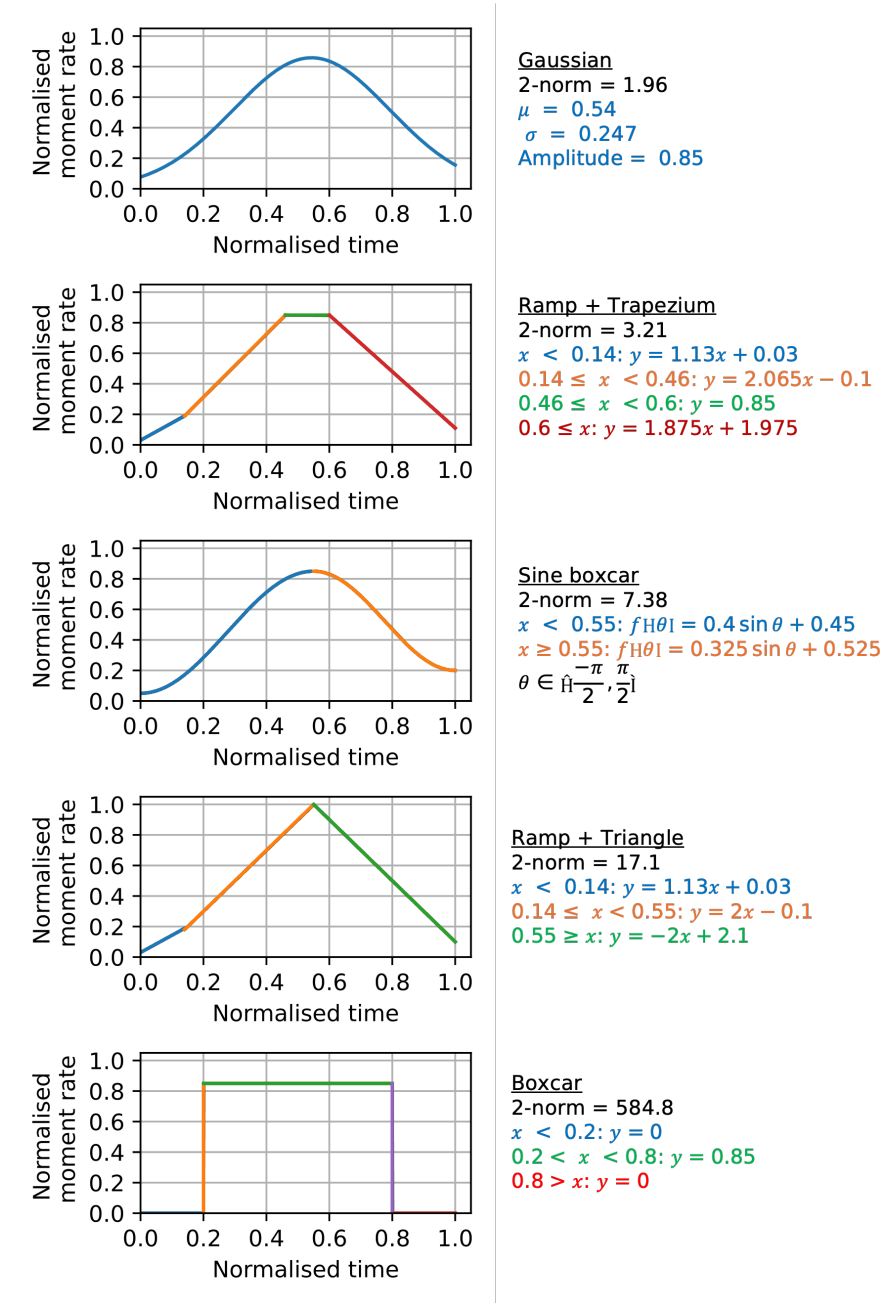 1.0
0.8
0.6
0.4
0.2
0.0
Normalised
moment rate
0.0 0.2 0.4 0.6 0.8 1.0
Normalised time
Gaussian
2-norm = 1.96
μ = 0.54
σ = 0.247
Amplitude = 0.85
1.0
0.8
0.6
0.4
0.2
0.0
Normalised
moment rate
0.0 0.2 0.4 0.6 0.8 1.0
Normalised time
Ramp + Trapezium
2-norm = 3.21
x < 0.14: y = 1.13x + 0.03
0.14 ≤ x < 0.46: y = 2.065x − 0.1
0.46 ≤ x < 0.6: y = 0.85
0.6 ≤ x: y = 1.875x + 1.975
1.0
0.8
0.6
0.4
0.2
0.0
Normalised
moment rate
0.0 0.2 0.4 0.6 0.8 1.0
Normalised time
Sine boxcar
2-norm = 7.38
x < 0.55: fHθI = 0.4 sin θ + 0.45
x ≥ 0.55: fHθI = 0.325 sin θ + 0.525
θ ∈ Ĥ−π/2, π/2Ì
1.0
0.8
0.6
0.4
0.2
0.0
Normalised
moment rate
0.0 0.2 0.4 0.6 0.8 1.0
Normalised time
Ramp + Triangle
2-norm = 17.1
x < 0.14: y = 1.13x + 0.03
0.14 ≤ x < 0.55: y = 2x − 0.1
0.55 ≥ x: y = −2x + 2.1
1.0
0.8
0.6
0.4
0.2
0.0
Normalised
moment rate
0.0 0.2 0.4 0.6 0.8 1.0
Normalised time
Boxcar
2-norm = 584.8
x < 0.2: y = 0
0.2 < x < 0.8: y = 0.85
0.8 > x: y = 0